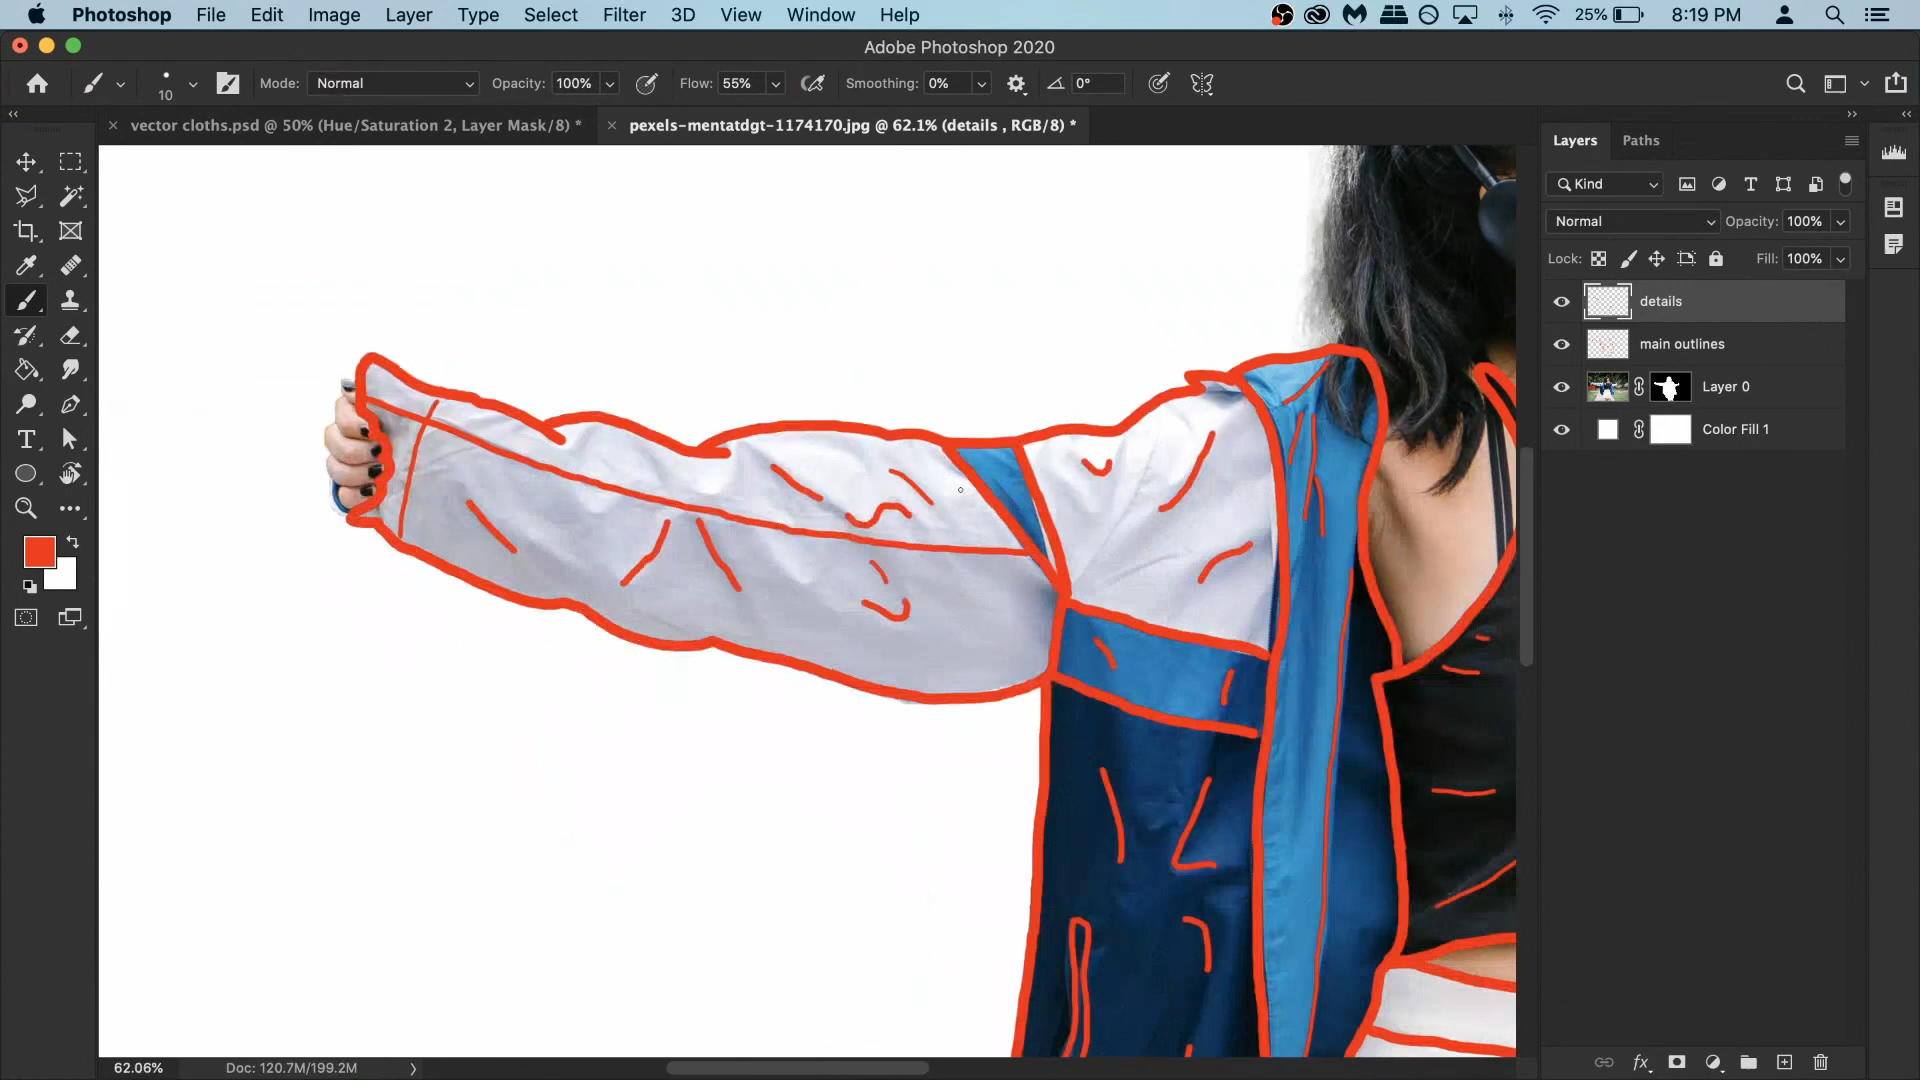 Photoshop File Edit Image Layer Type Select Filter 3D View Window Help 25% 8:19 PM
Adobe Photoshop 2020
10 Mode: Normal Opacity: 100% Flow: 55% Smoothing: 0% 0°
vector cloths.psd @ 50% (Hue/Saturation 2, Layer Mask/8) *
pexels-mentatdgt-1174170.jpg @ 62.1% (details , RGB/8) *
Layers Paths
Kind
Normal Opacity: 100%
Lock: Fill: 100%
details
main outlines
Layer 0
Color Fill 1
62.06% Doc: 120.7M/199.2M